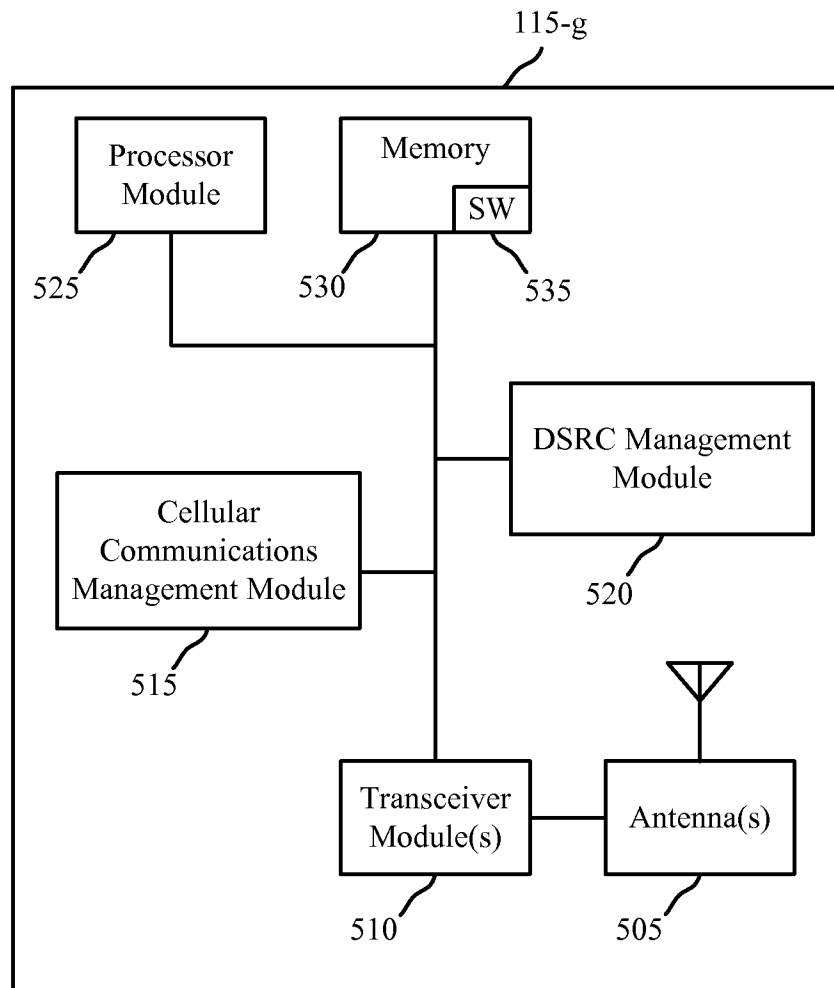 115-g
Processor
Module
525
Memory
SW
530
535
DSRC Management
Module
520
Cellular
Communications
Management Module
515
Transceiver
Module(s)
510
Antenna(s)
505